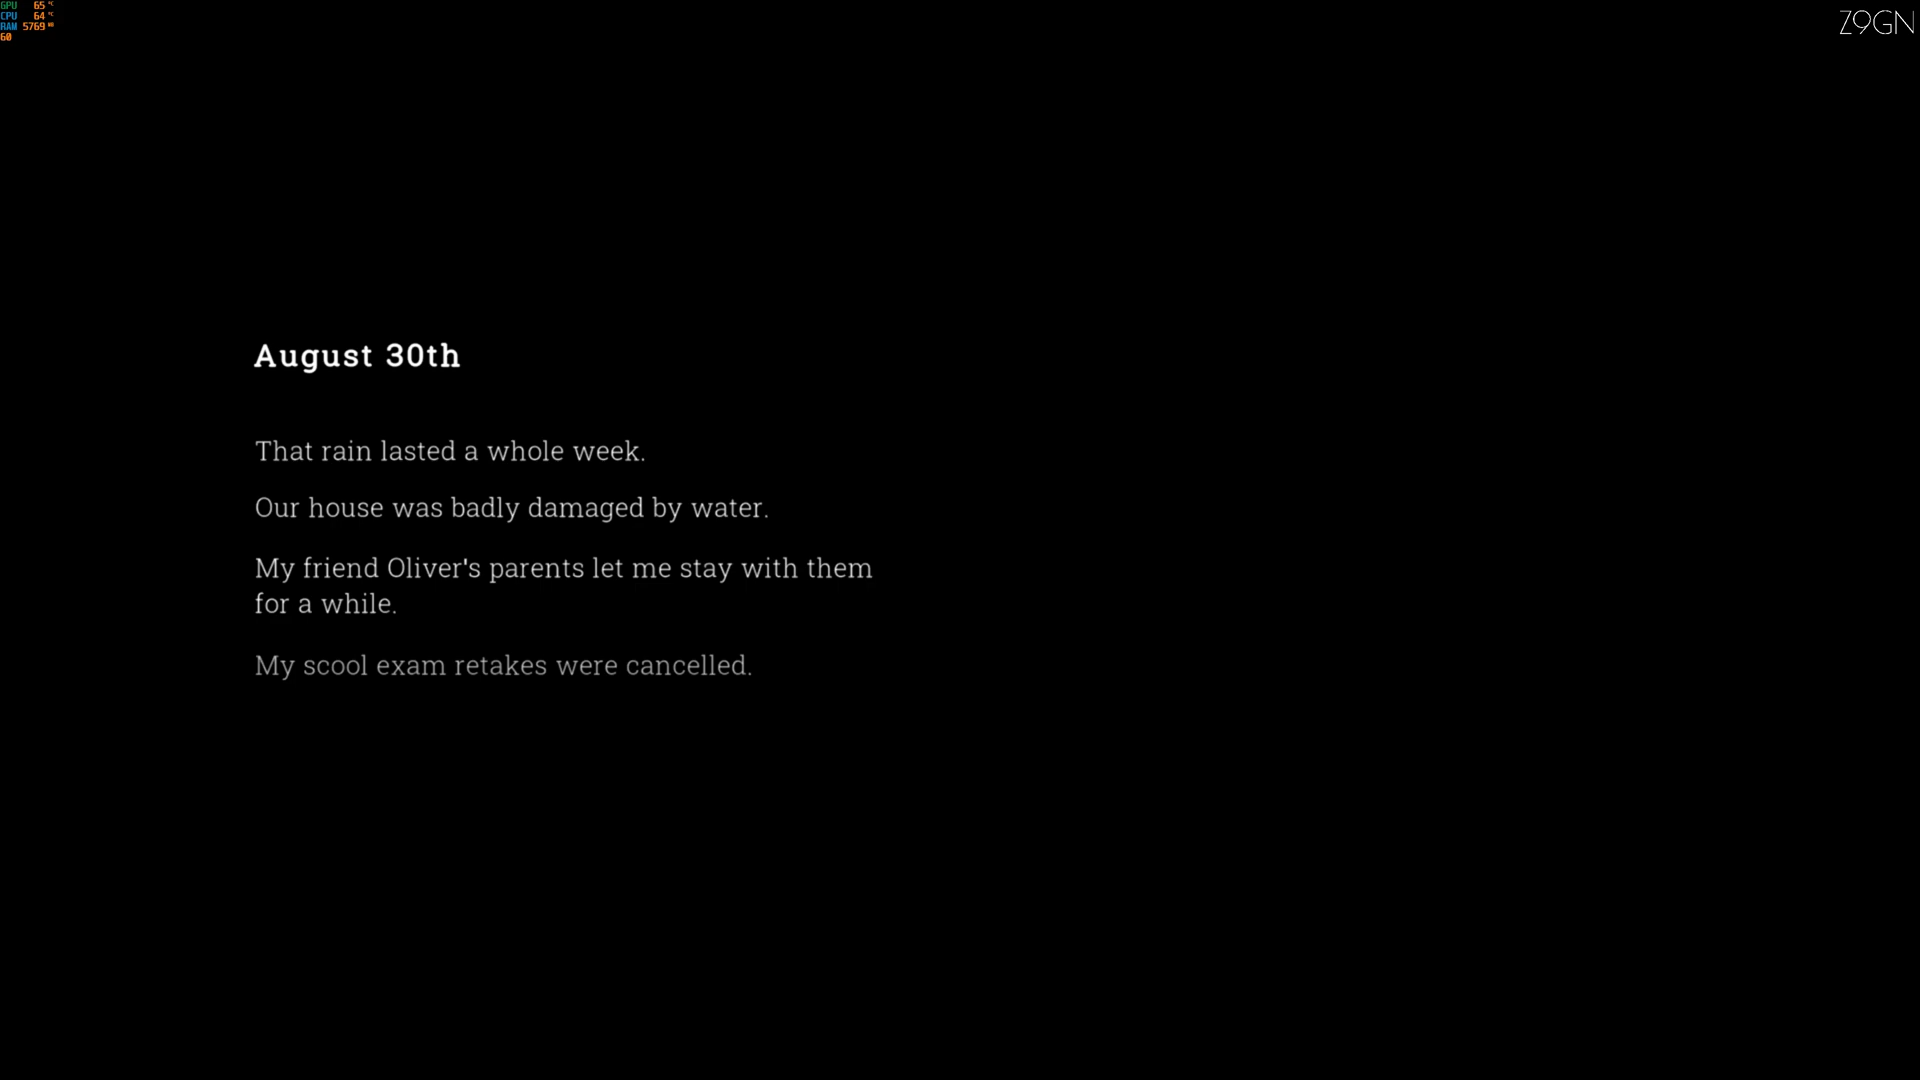 GPU 65 °C
CPU 64 °C
RAM 5769 MB
60
Z9GN
August 30th
That rain lasted a whole week.
Our house was badly damaged by water.
My friend Oliver's parents let me stay with them
for a while.
My scool exam retakes were cancelled.